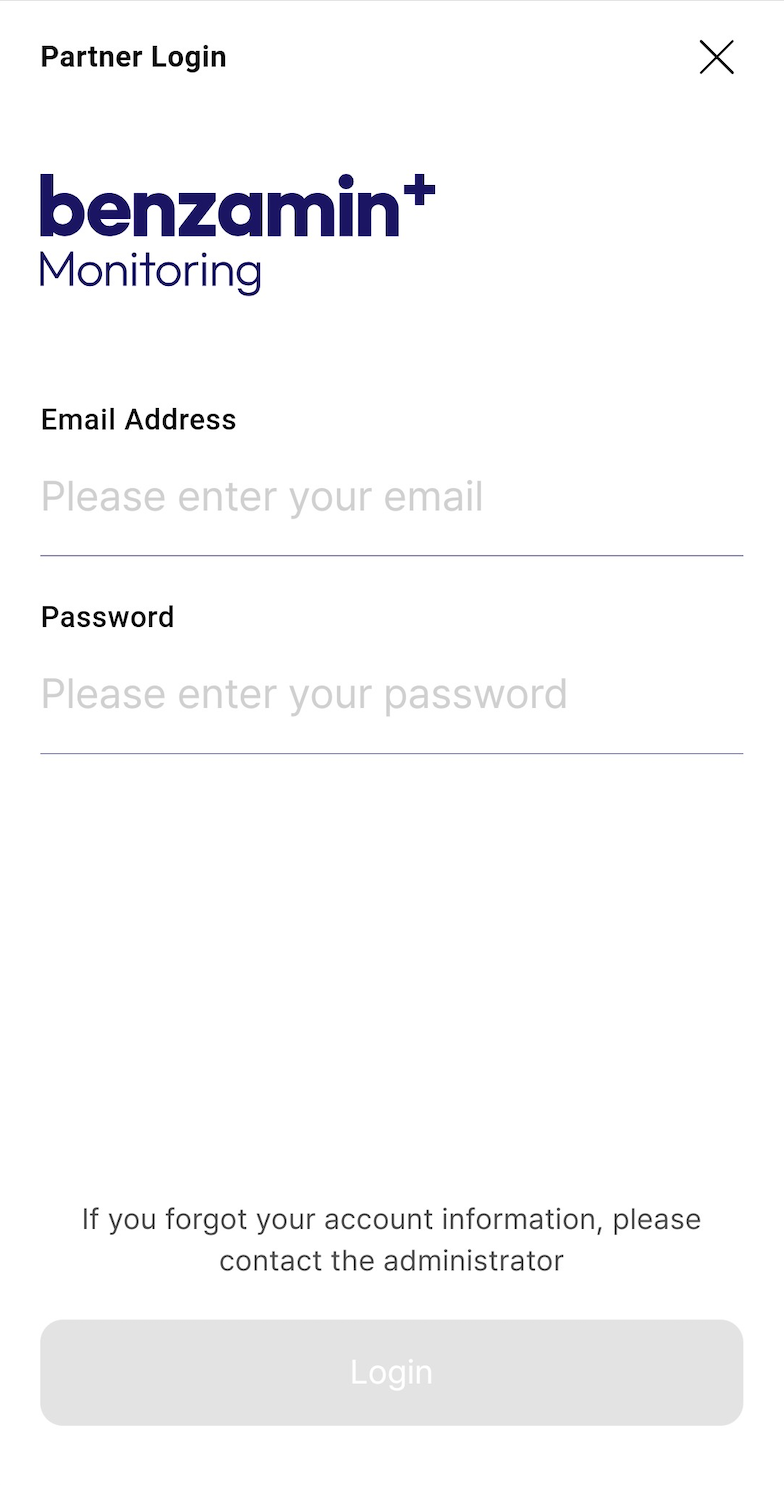 Partner Login
benzamin+
Monitoring
Email Address
Please enter your email
Password
Please enter your password
If you forgot your account information, please
contact the administrator
Login